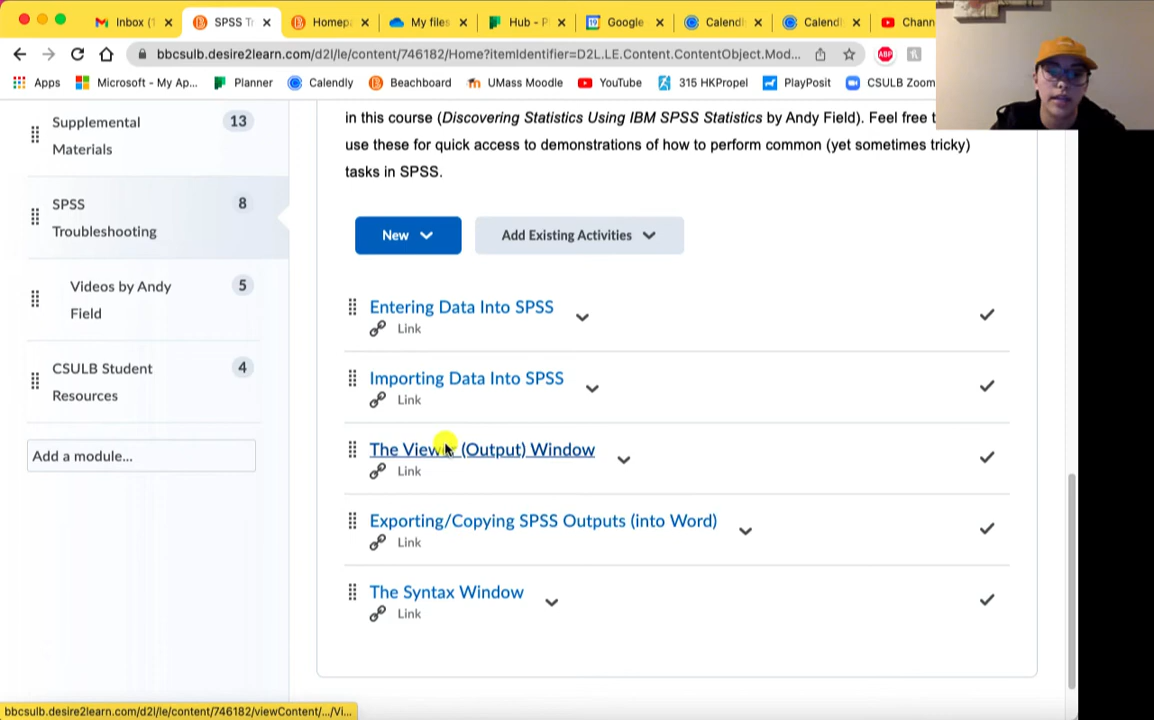 Inbox (1
SPSS Tr
Homepa
My files
Hub - P
Google
Calendl
Calendl
Chann
bbcsulb.desire2learn.com/d2l/le/content/746182/Home?itemIdentifier=D2L.LE.Content.ContentObject.Mod...
ABP
Apps
Microsoft - My Ap...
Planner
Calendly
Beachboard
UMass Moodle
YouTube
315 HKPropel
PlayPosit
CSULB Zoom
Supplemental
Materials
13
SPSS
Troubleshooting
8
Videos by Andy
Field
5
CSULB Student
Resources
4
Add a module...
in this course (Discovering Statistics Using IBM SPSS Statistics by Andy Field). Feel free t
use these for quick access to demonstrations of how to perform common (yet sometimes tricky)
tasks in SPSS.
New
Add Existing Activities
Entering Data Into SPSS
Link
Importing Data Into SPSS
Link
The Viewer (Output) Window
Link
Exporting/Copying SPSS Outputs (into Word)
Link
The Syntax Window
Link
bbcsulb.desire2learn.com/d2l/le/content/746182/viewContent/.../Vi...